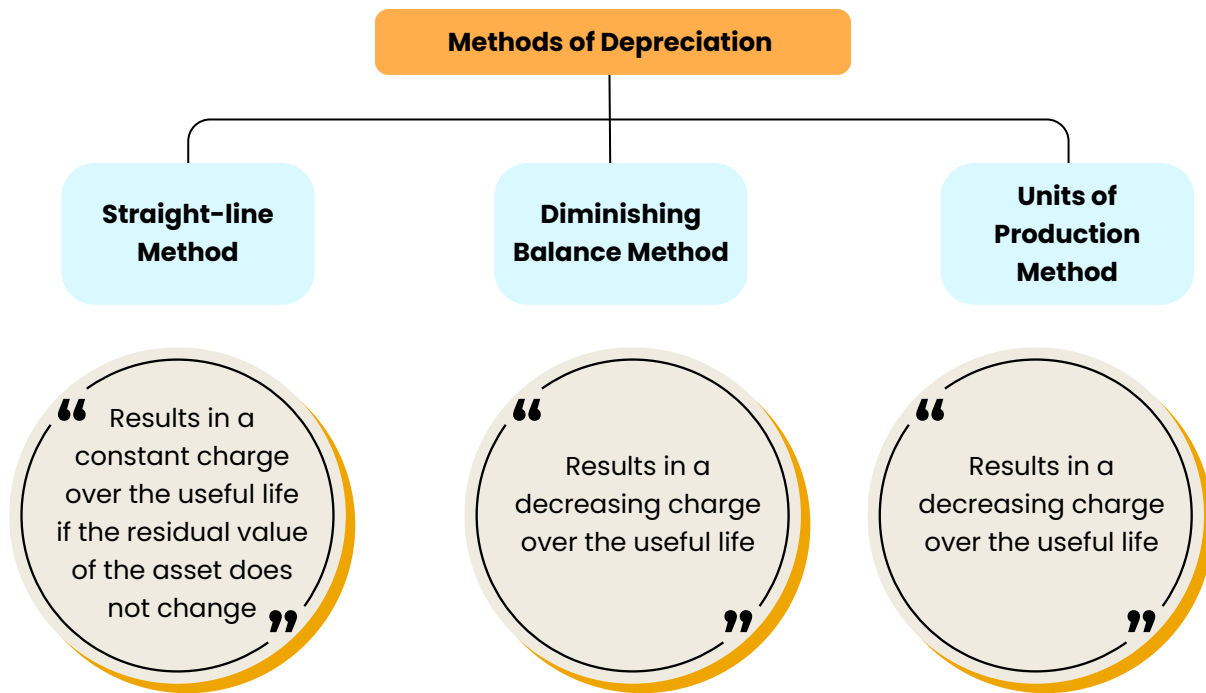 Methods of Depreciation
Straight-line
Method
Diminishing
Balance Method
Units of
Production
Method
“ Results in a
constant charge
over the useful life
if the residual value
of the asset does
not change ”
“
Results in a
decreasing charge
over the useful life
”
“
Results in a
decreasing charge
over the useful life
”